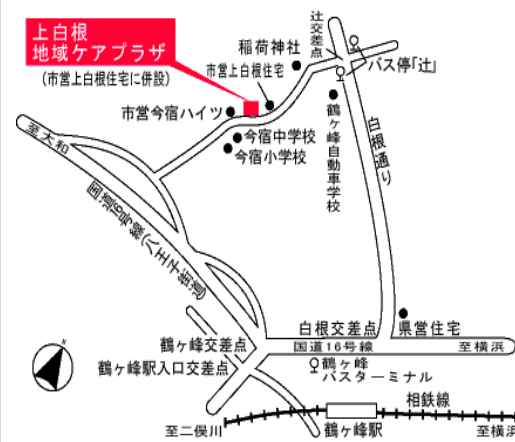 上白根
地域ケアプラザ
(市営上白根住宅に併設)
辻交差点
稲荷神社
市営上白根住宅
バス停「辻」
市営今宿ハイツ
今宿中学校
今宿小学校
鶴ヶ峰自動車学校
白根通り
至大和
国道16号線(八王子街道)
白根交差点
県営住宅
鶴ヶ峰交差点
国道16号線
至横浜
鶴ヶ峰駅入口交差点
鶴ヶ峰
バスターミナル
N
相鉄線
至二俣川
鶴ヶ峰駅
至横浜